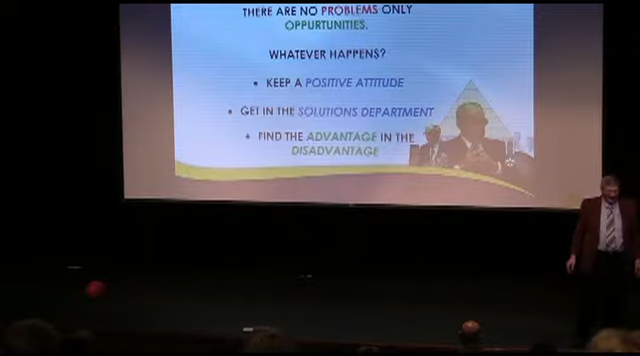 THERE ARE NO PROBLEMS ONLY
OPPURTUNITIES.
WHATEVER HAPPENS?
• KEEP A POSITIVE ATTITUDE
• GET IN THE SOLUTIONS DEPARTMENT
• FIND THE ADVANTAGE IN THE
DISADVANTAGE